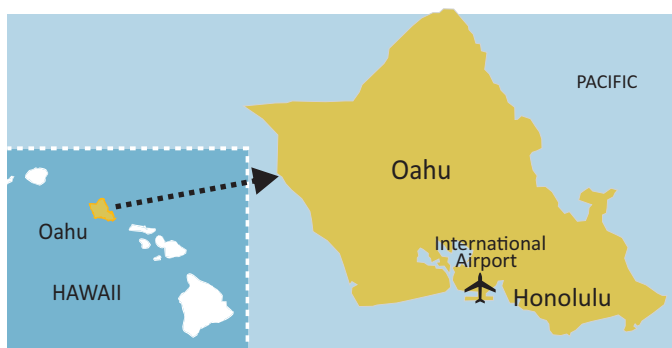 PACIFIC
Oahu
International
Airport
Honolulu
Oahu
HAWAII